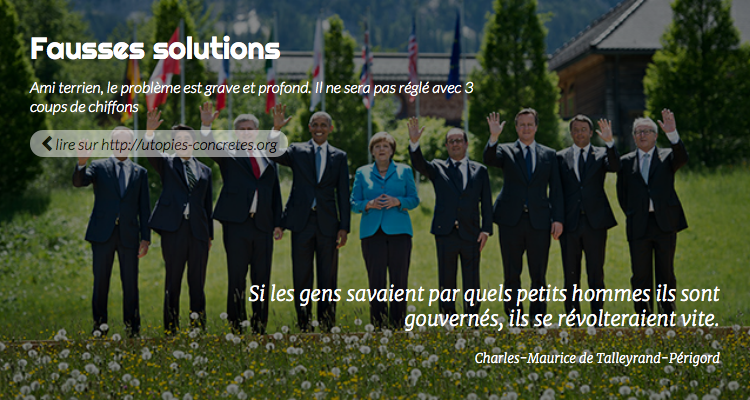 Fausses solutions
Ami terrien, le problème est grave et profond. Il ne sera pas réglé avec 3
coups de chiffons
lire sur http://utopies-concretes.org
Si les gens savaient par quels petits hommes ils sont
gouvernés, ils se révolteraient vite.
Charles-Maurice de Talleyrand-Périgord